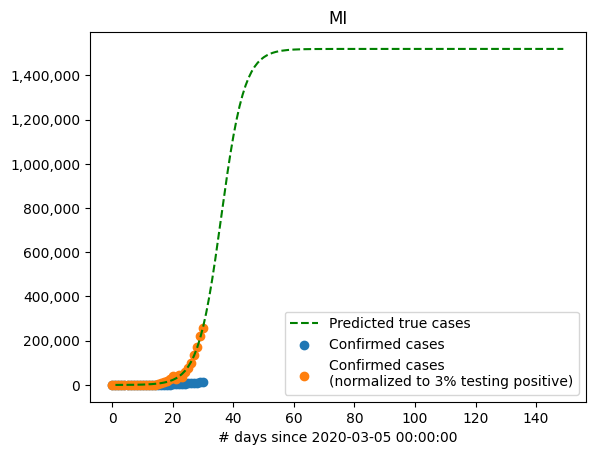 MI
1,400,000
1,200,000
1,000,000
800,000
600,000
400,000
200,000
0
Predicted true cases
Confirmed cases
Confirmed cases
(normalized to 3% testing positive)
0 20 40 60 80 100 120 140
# days since 2020-03-05 00:00:00